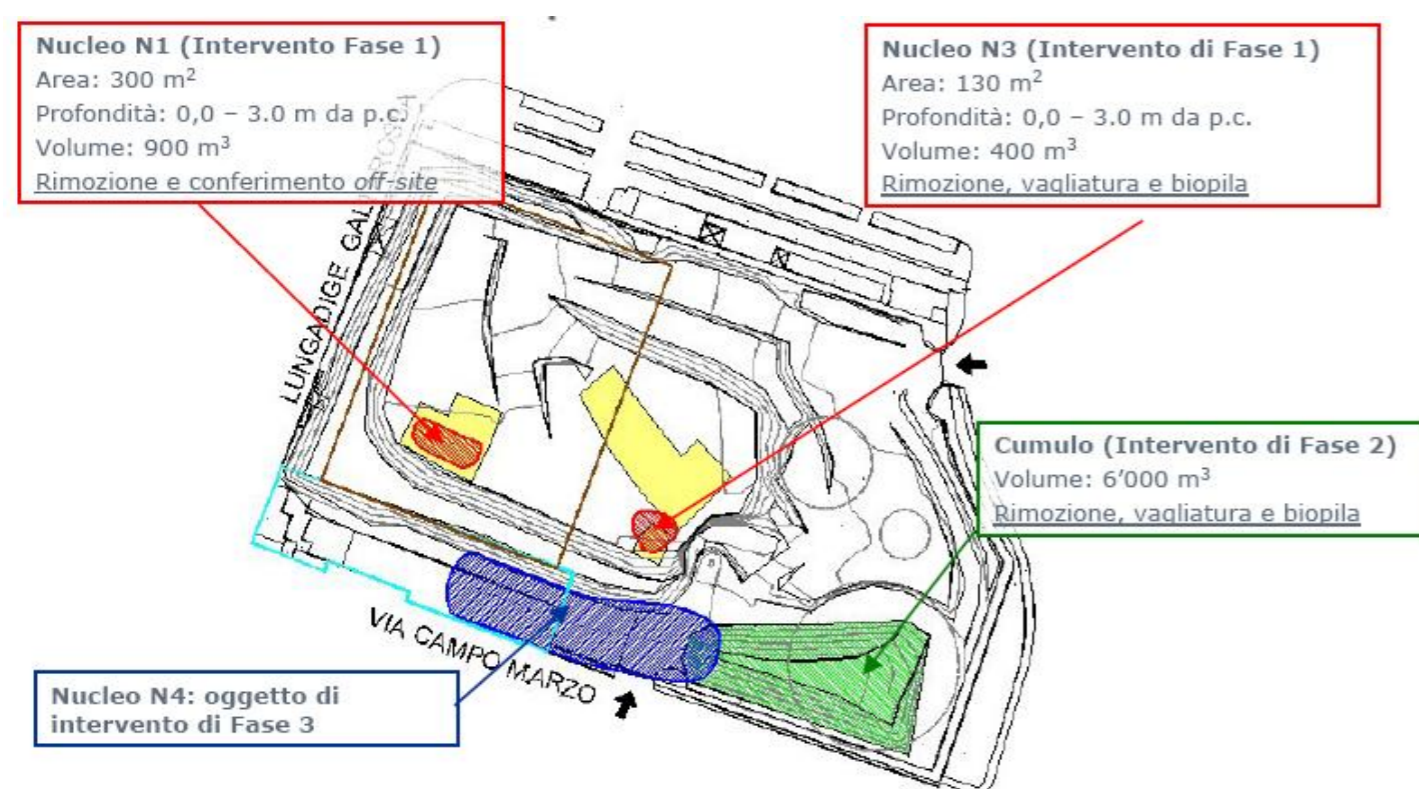 Nucleo N1 (Intervento Fase 1)
Area: 300 m²
Profondità: 0,0 – 3.0 m da p.c.
Volume: 900 m³
Rimozione e conferimento off-site
Nucleo N3 (Intervento di Fase 1)
Area: 130 m²
Profondità: 0,0 – 3.0 m da p.c.
Volume: 400 m³
Rimozione, vagliatura e biopila
LUNGADIGE
Cumulo (Intervento di Fase 2)
Volume: 6’000 m³
Rimozione, vagliatura e biopila
VIA CAMPO MARZO
Nucleo N4: oggetto di
intervento di Fase 3